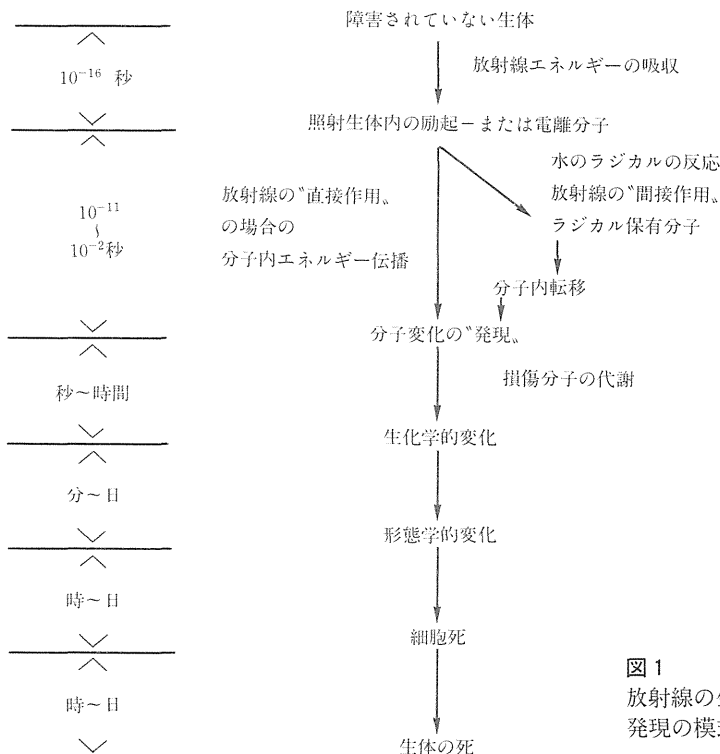 障害されていない生体
10⁻¹⁶ 秒
放射線エネルギーの吸収
照射生体内の励起－または電離分子
10⁻¹¹
〜
10⁻²秒
放射線の〝直接作用〟
の場合の
分子内エネルギー伝播
水のラジカルの反応
放射線の〝間接作用〟
ラジカル保有分子
分子内転移
分子変化の〝発現〟
秒〜時間
損傷分子の代謝
生化学的変化
分〜日
形態学的変化
時〜日
細胞死
時〜日
生体の死
図1
放射線の
発現の模